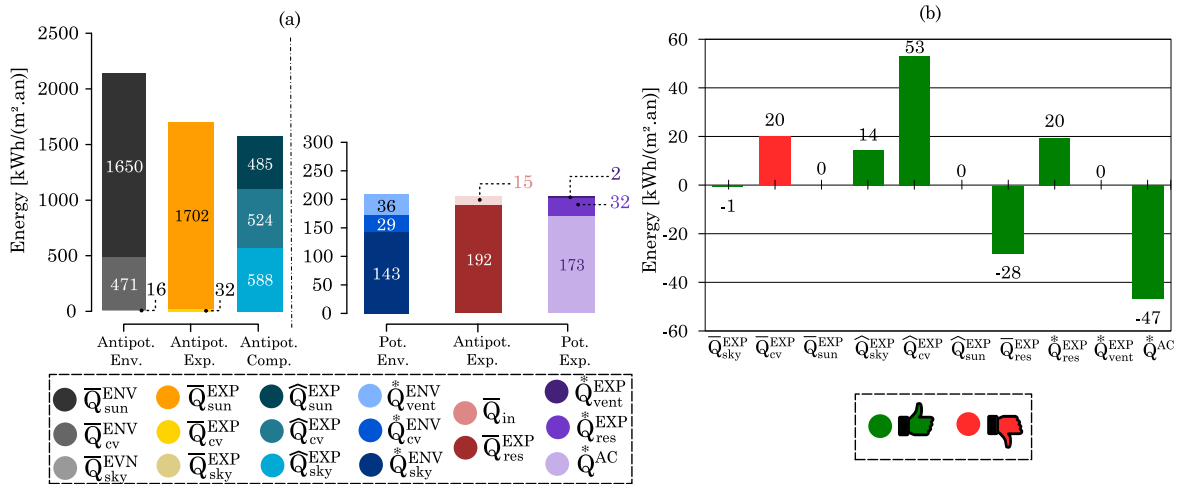 (a)
(b)
Energy [kWh/(m².an)]
2500
2000
1500
1000
500
0
1650
471
16
1702
32
485
524
588
Antipot. Env.
Antipot. Exp.
Antipot. Comp.
300
250
200
150
100
50
0
36
29
143
15
192
2
32
173
Pot. Env.
Antipot. Exp.
Pot. Exp.
Q̅ENV sun
Q̅EXP sun
Q̂EXP sun
Q*ENV vent
Q̅in
Q*EXP vent
Q̅ENV cv
Q̅EXP cv
Q̂EXP cv
Q*ENV cv
Q̅EXP res
Q*EXP res
Q̅EVN sky
Q̅EXP sky
Q̂EXP sky
Q*ENV sky
Q*AC
Energy [kWh/(m².an)]
60
40
20
0
-20
-40
-60
-1
20
0
14
53
0
-28
20
0
-47
Q̅EXP sky
Q̅EXP cv
Q̅EXP sun
Q̂EXP sky
Q̂EXP cv
Q̂EXP sun
Q̅EXP res
Q*EXP res
Q*EXP vent
Q*AC